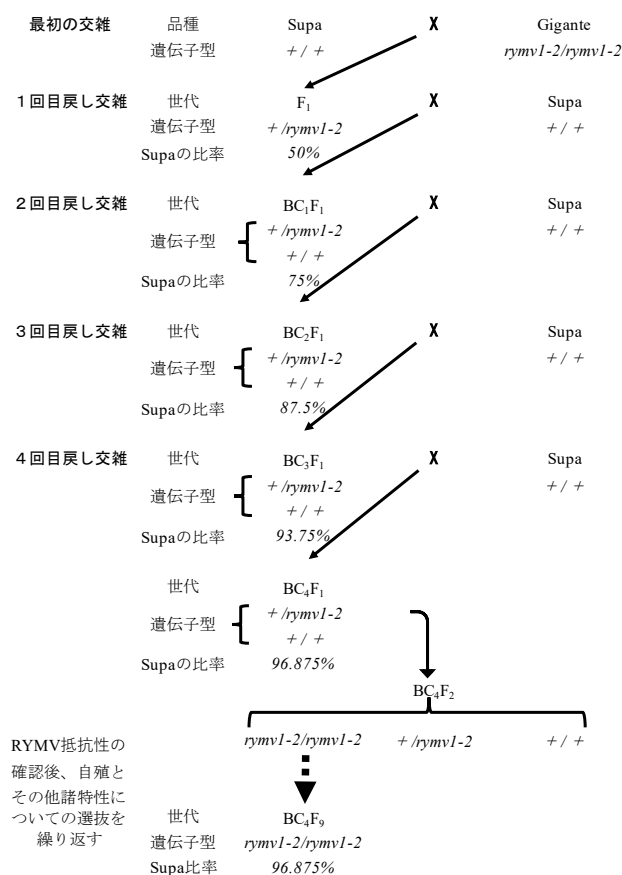 最初の交雑 品種 Supa X Gigante
遺伝子型 +/+ rymv1-2/rymv1-2
1回目戻し交雑 世代 F1 X Supa
遺伝子型 +/rymv1-2 +/+
Supaの比率 50%
2回目戻し交雑 世代 BC1F1 X Supa
遺伝子型 +/rymv1-2 +/+
+/+
Supaの比率 75%
3回目戻し交雑 世代 BC2F1 X Supa
遺伝子型 +/rymv1-2 +/+
+/+
Supaの比率 87.5%
4回目戻し交雑 世代 BC3F1 X Supa
遺伝子型 +/rymv1-2 +/+
+/+
Supaの比率 93.75%
世代 BC4F1
遺伝子型 +/rymv1-2
+/+
Supaの比率 96.875%
BC4F2
rymv1-2/rymv1-2 +/rymv1-2 +/+
RYMV抵抗性の
確認後、自殖と
その他諸特性に
ついての選抜を
繰り返す
世代 BC4F9
遺伝子型 rymv1-2/rymv1-2
Supa比率 96.875%